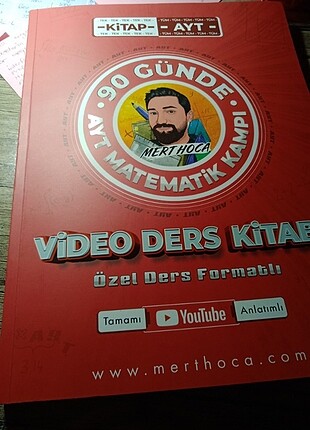 KİTAP AYT
90 GÜNDE
AYT MATEMATİK KAMPI
MERT HOCA
VİDEO DERS KİTAB
Özel Ders Formatlı
Tamamı YouTube Anlatımlı
www.merthoca.com